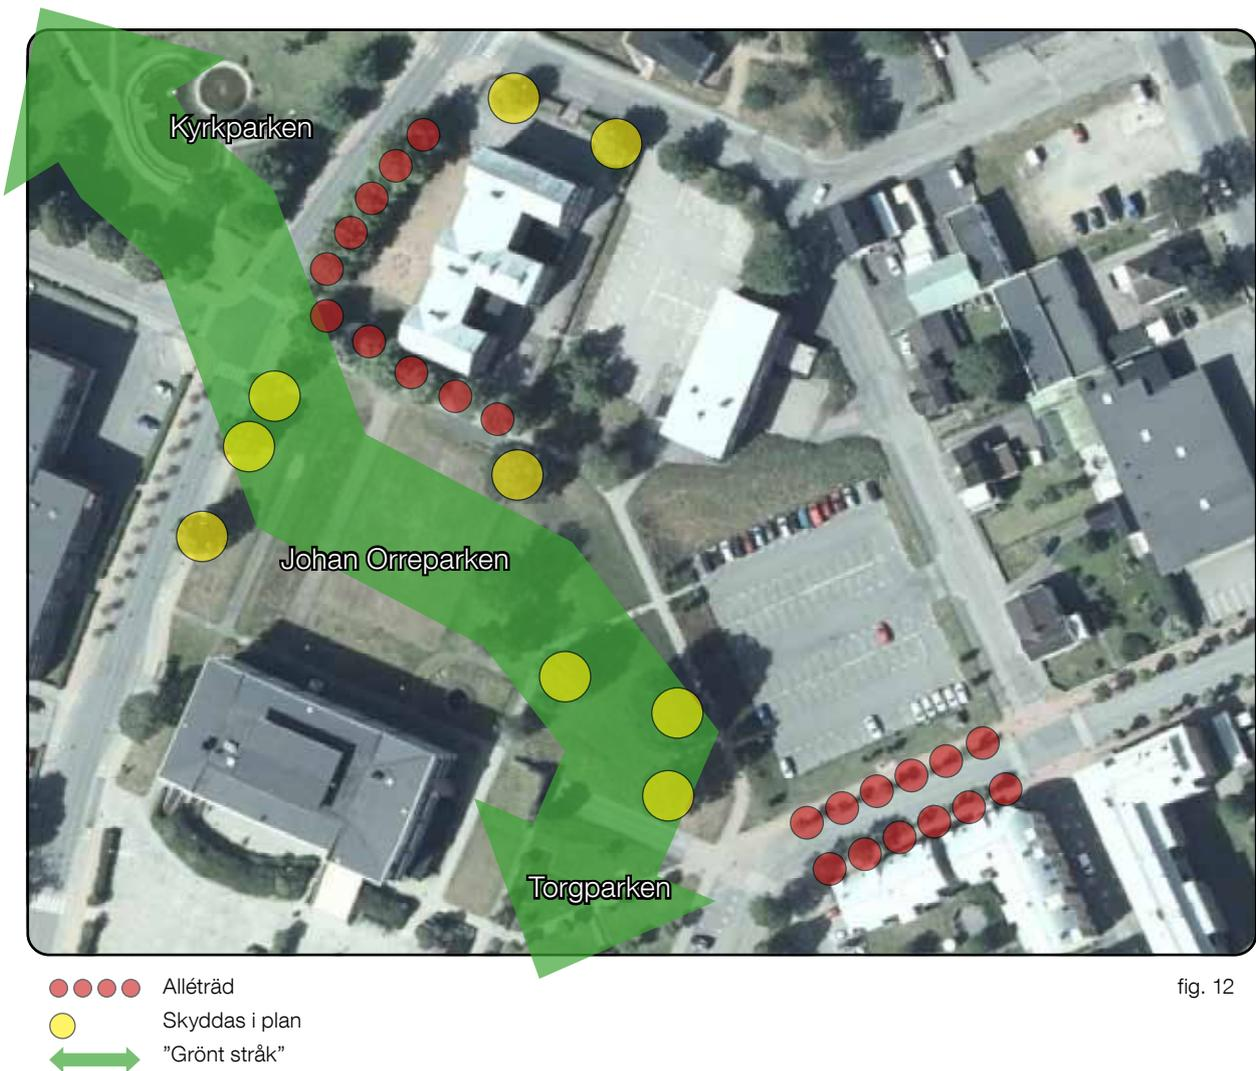 Kyrkparken
Johan Orreparken
Torgparken
Alléträd
fig. 12
Skyddas i plan
”Grönt stråk”